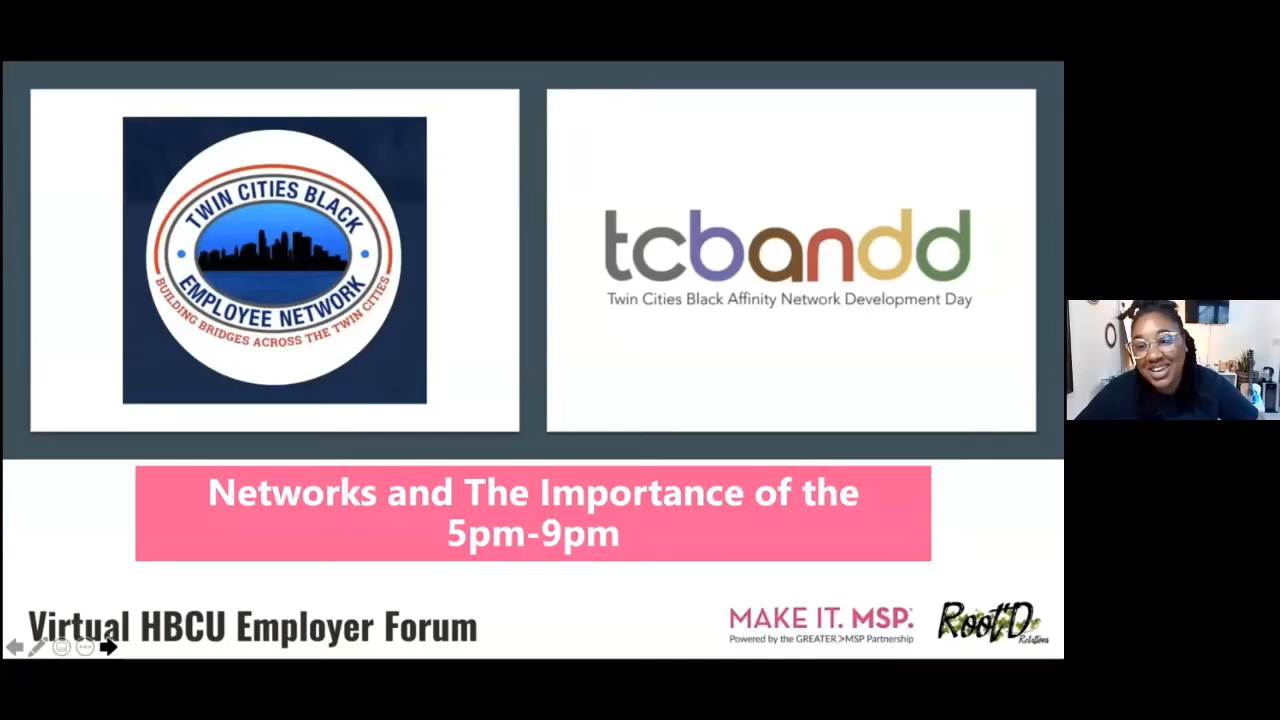 TWIN CITIES BLACK
EMPLOYEE NETWORK
BUILDING BRIDGES ACROSS THE TWIN CITIES
tcbandd
Twin Cities Black Affinity Network Development Day
Networks and The Importance of the
5pm-9pm
Virtual HBCU Employer Forum
MAKE IT. MSP.
Powered by the GREATER>MSP Partnership
Root'D
Relations